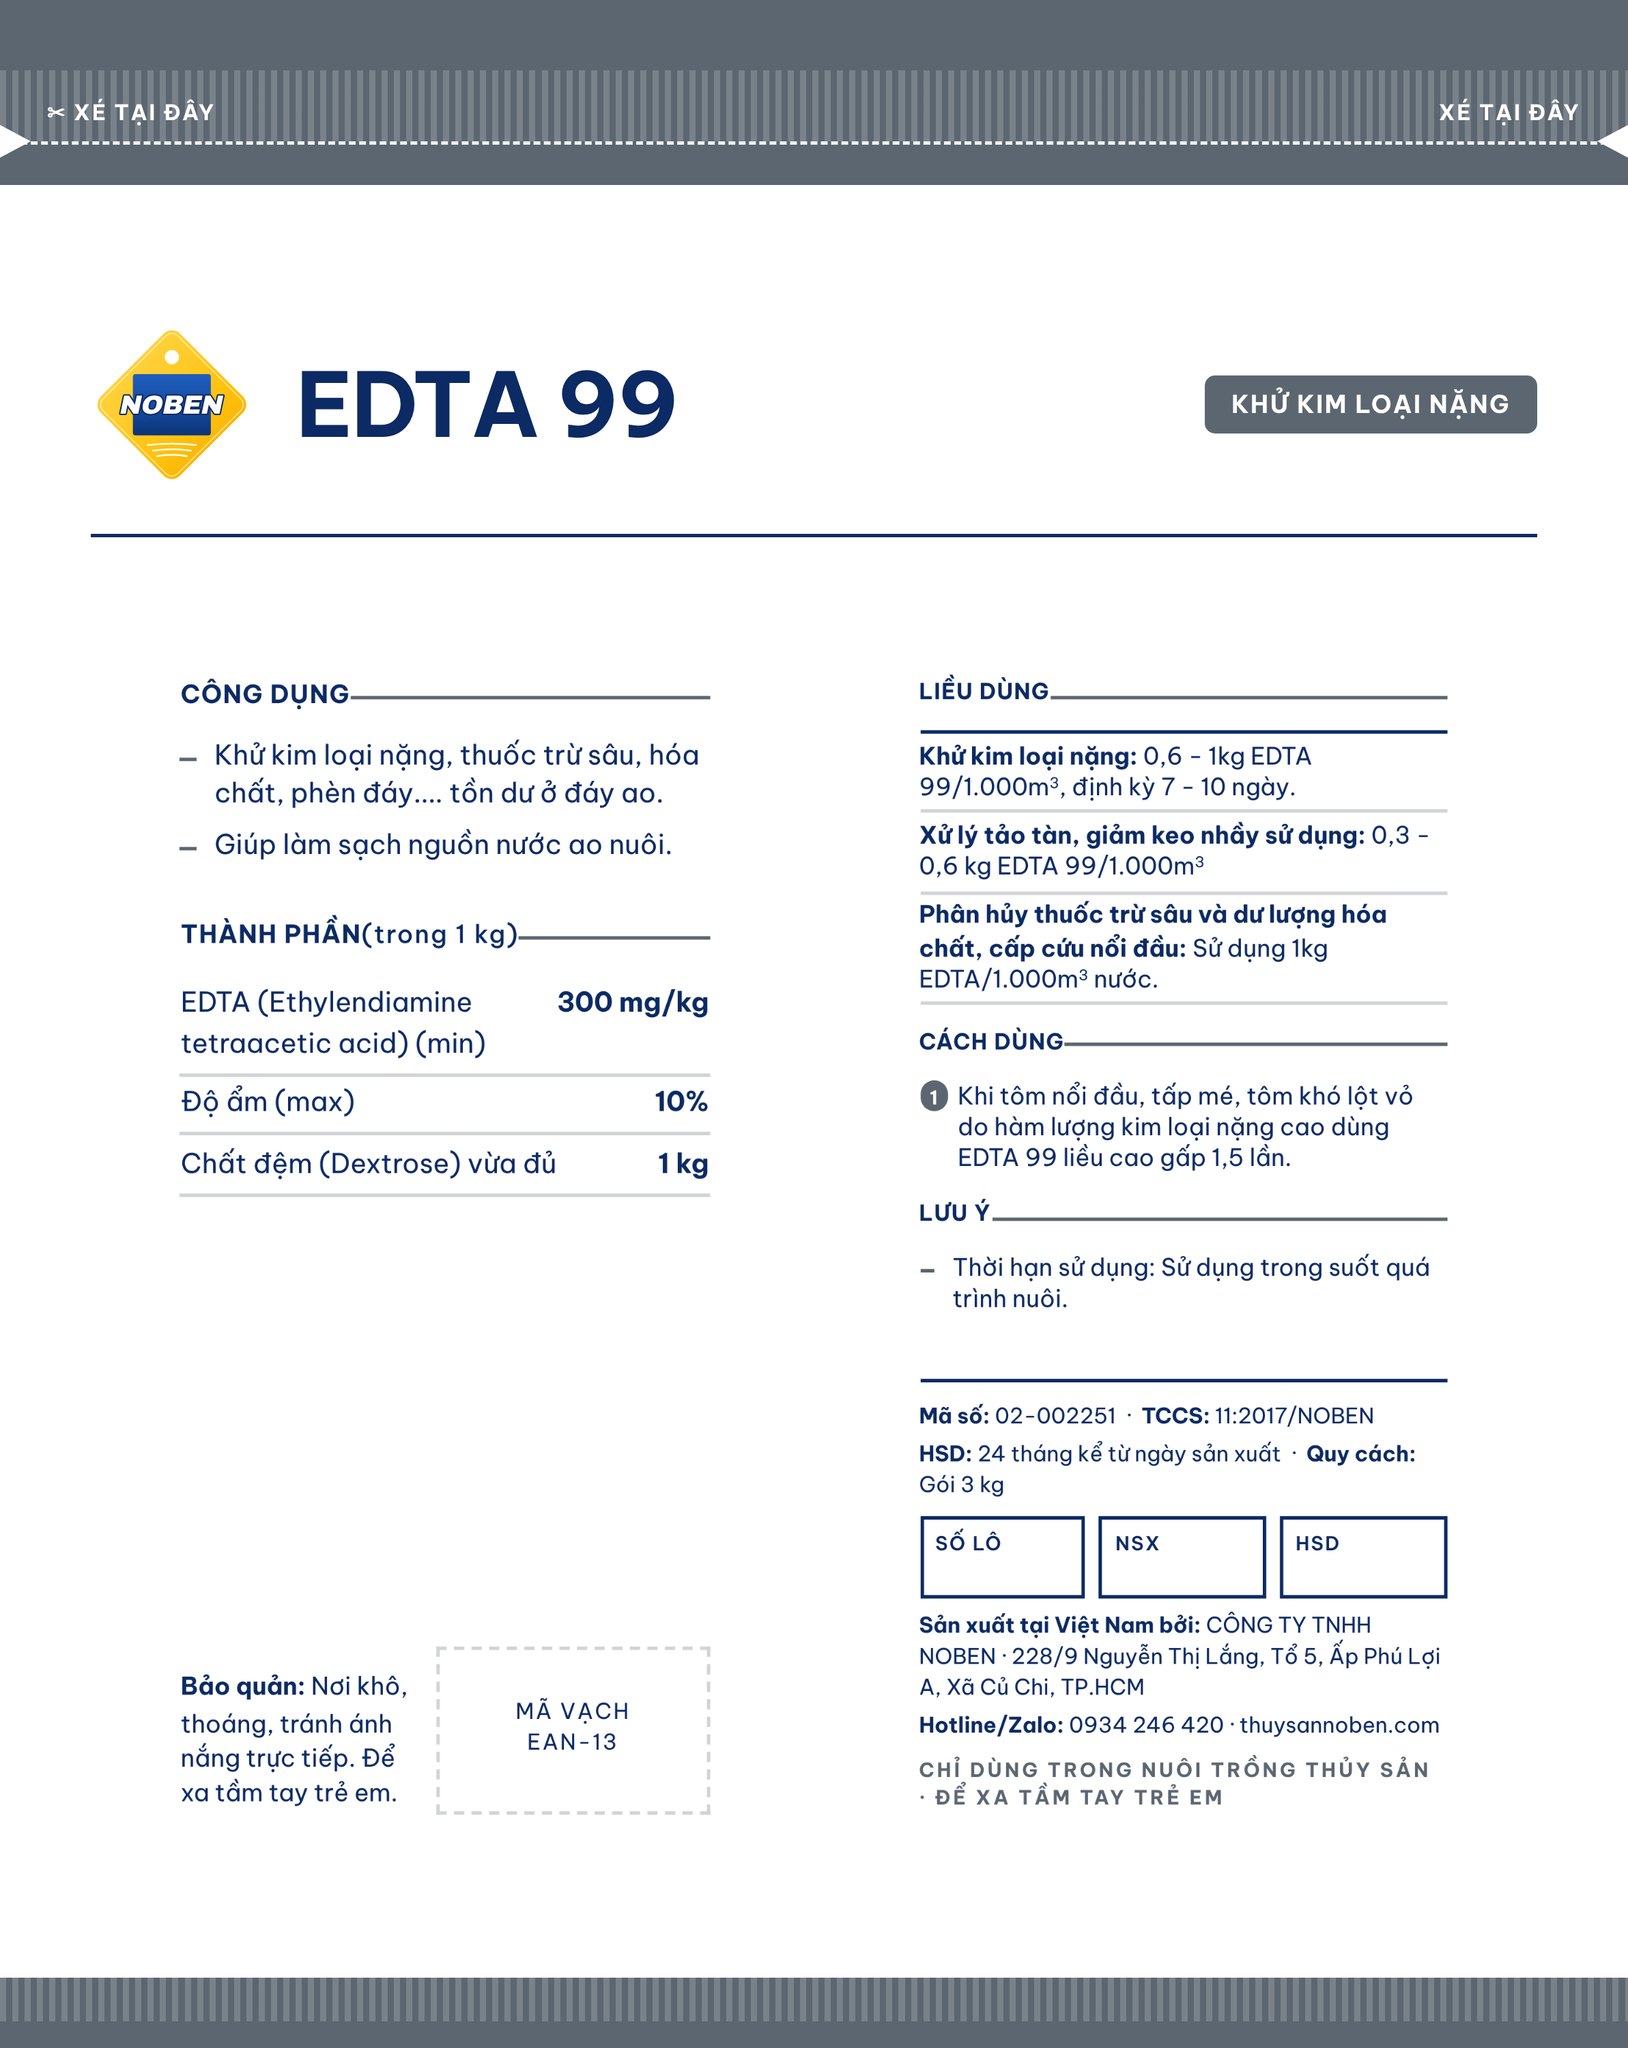 ✂ XÉ TẠI ĐÂY
XÉ TẠI ĐÂY
NOBEN
EDTA 99
KHỬ KIM LOẠI NẶNG
CÔNG DỤNG
– Khử kim loại nặng, thuốc trừ sâu, hóa
chất, phèn đáy.... tồn dư ở đáy ao.
– Giúp làm sạch nguồn nước ao nuôi.
THÀNH PHẦN(trong 1 kg)
EDTA (Ethylendiamine 300 mg/kg
tetraacetic acid) (min)
Độ ẩm (max) 10%
Chất đệm (Dextrose) vừa đủ 1 kg
Bảo quản: Nơi khô,
thoáng, tránh ánh
nắng trực tiếp. Để
xa tầm tay trẻ em.
MÃ VẠCH
EAN-13
LIỀU DÙNG
Khử kim loại nặng: 0,6 - 1kg EDTA
99/1.000m³, định kỳ 7 - 10 ngày.
Xử lý tảo tàn, giảm keo nhầy sử dụng: 0,3 -
0,6 kg EDTA 99/1.000m³
Phân hủy thuốc trừ sâu và dư lượng hóa
chất, cấp cứu nổi đầu: Sử dụng 1kg
EDTA/1.000m³ nước.
CÁCH DÙNG
1 Khi tôm nổi đầu, tấp mé, tôm khó lột vỏ
do hàm lượng kim loại nặng cao dùng
EDTA 99 liều cao gấp 1,5 lần.
LƯU Ý
– Thời hạn sử dụng: Sử dụng trong suốt quá
trình nuôi.
Mã số: 02-002251 · TCCS: 11:2017/NOBEN
HSD: 24 tháng kể từ ngày sản xuất · Quy cách:
Gói 3 kg
SỐ LÔ
NSX
HSD
Sản xuất tại Việt Nam bởi: CÔNG TY TNHH
NOBEN · 228/9 Nguyễn Thị Lắng, Tổ 5, Ấp Phú Lợi
A, Xã Củ Chi, TP.HCM
Hotline/Zalo: 0934 246 420 · thuysannoben.com
CHỈ DÙNG TRONG NUÔI TRỒNG THỦY SẢN
· ĐỂ XA TẦM TAY TRẺ EM